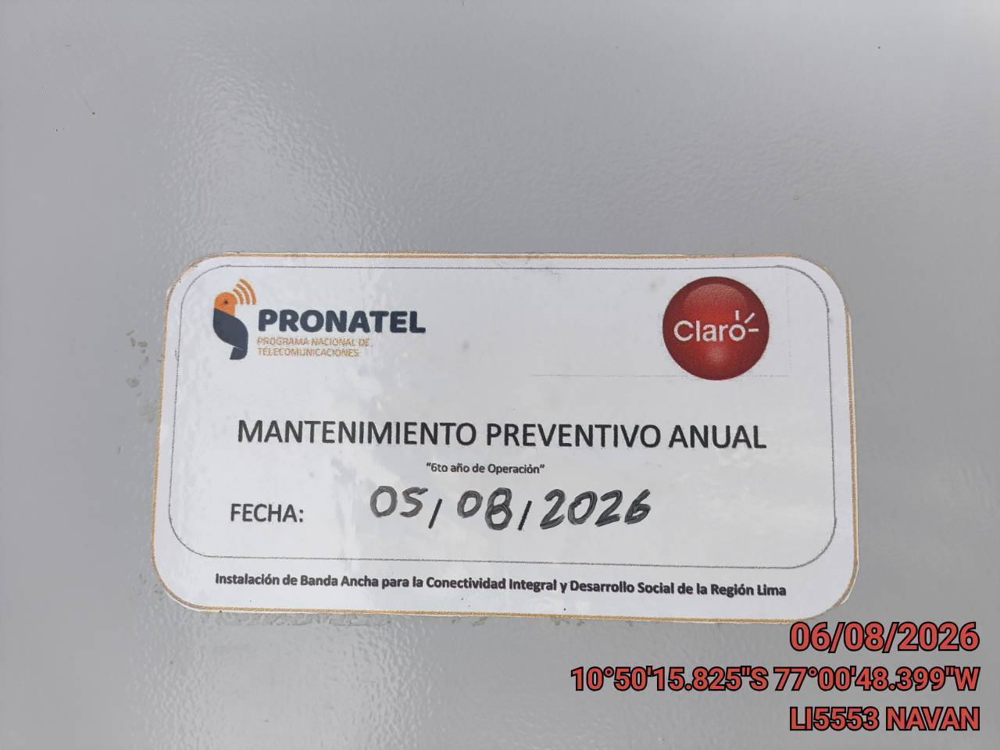 PRONATEL
PROGRAMA NACIONAL DE
TELECOMUNICACIONES
Claro
MANTENIMIENTO PREVENTIVO ANUAL
"6to año de Operación"
FECHA: 05/08/2026
Instalación de Banda Ancha para la Conectividad Integral y Desarrollo Social de la Región Lima
06/08/2026
10°50'15.825"S 77°00'48.399"W
LI5553 NAVAN